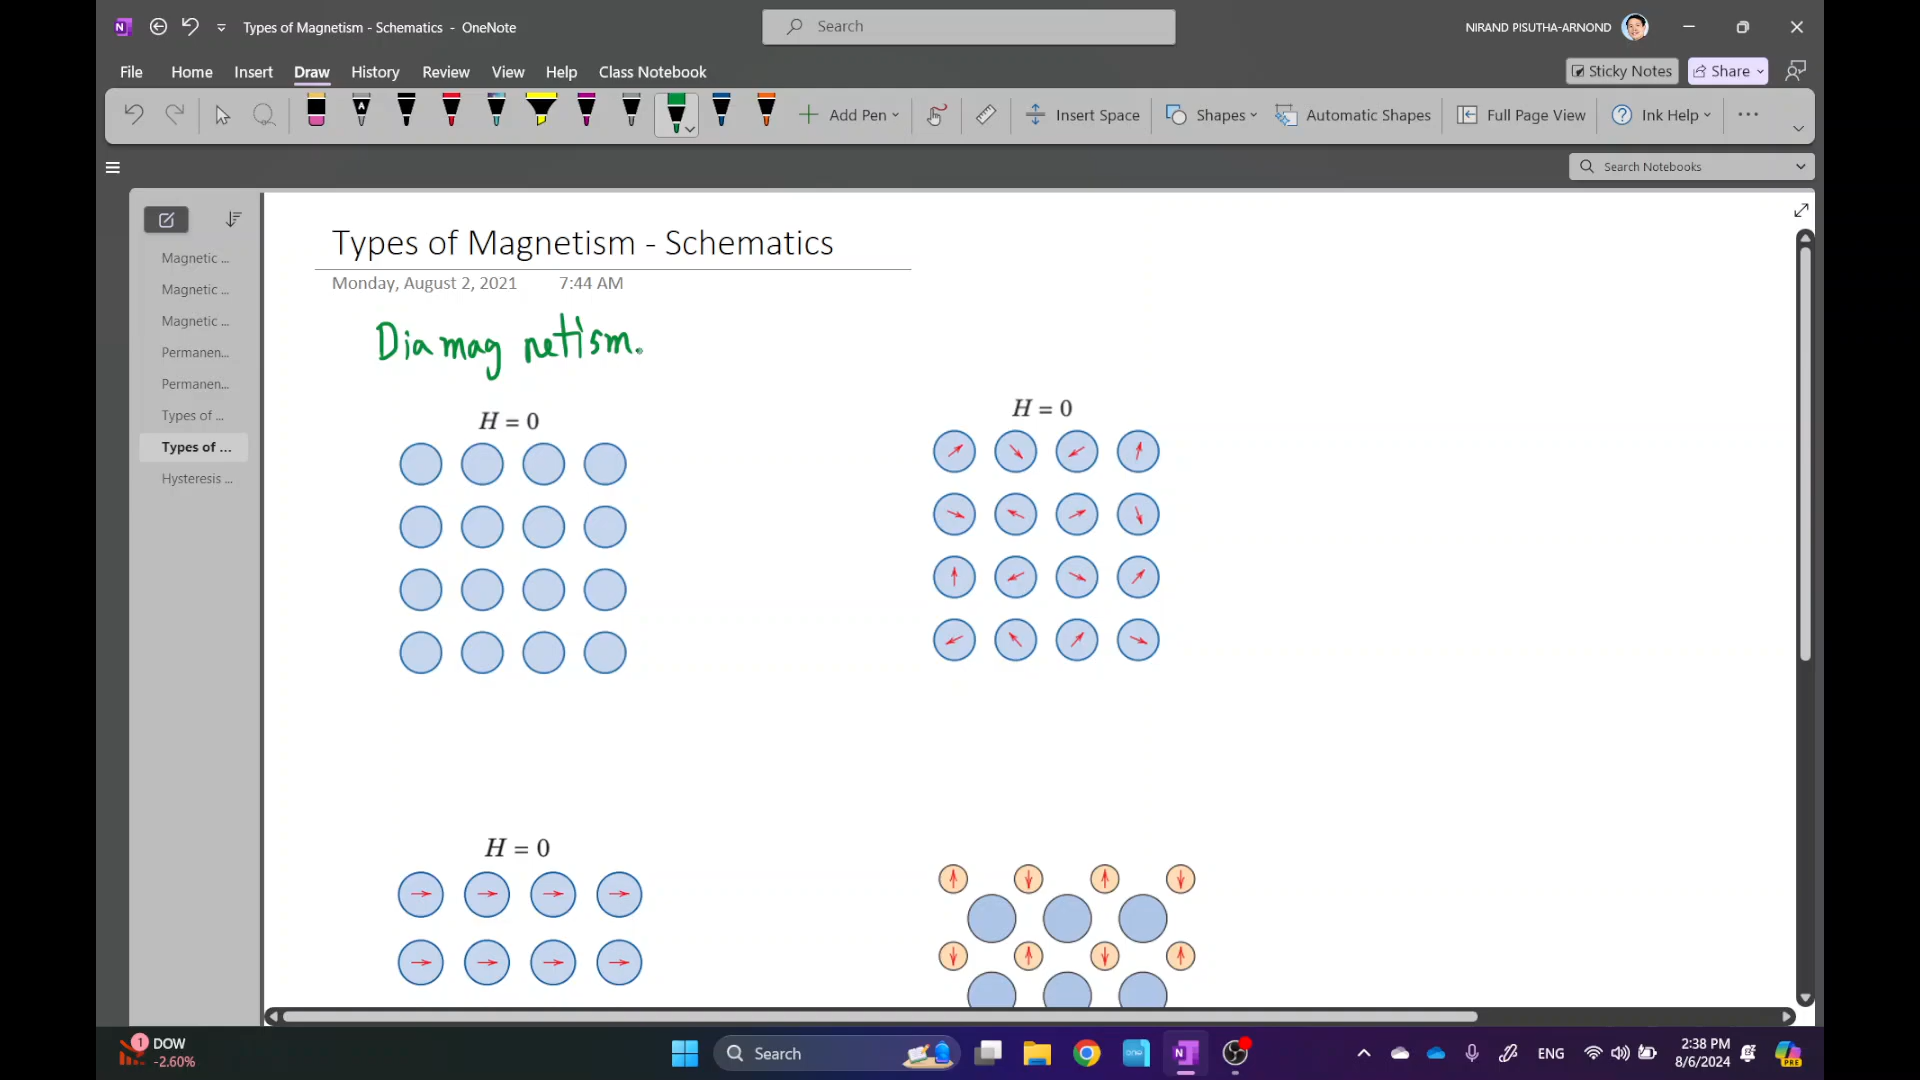 Types of Magnetism - Schematics - OneNote
Search
NIRAND PISUTHA-ARNOND
File Home Insert Draw History Review View Help Class Notebook
Sticky Notes
Share
Add Pen
Insert Space
Shapes
Automatic Shapes
Full Page View
Ink Help
Search Notebooks
Magnetic ...
Magnetic ...
Magnetic ...
Permanen...
Permanen...
Types of ...
Types of ...
Hysteresis ...
Types of Magnetism - Schematics
Monday, August 2, 2021 7:44 AM
Diamagnetism.
H = 0
H = 0
H = 0
1
DOW
-2.60%
Search
one
ENG
2:38 PM
8/6/2024
PRE